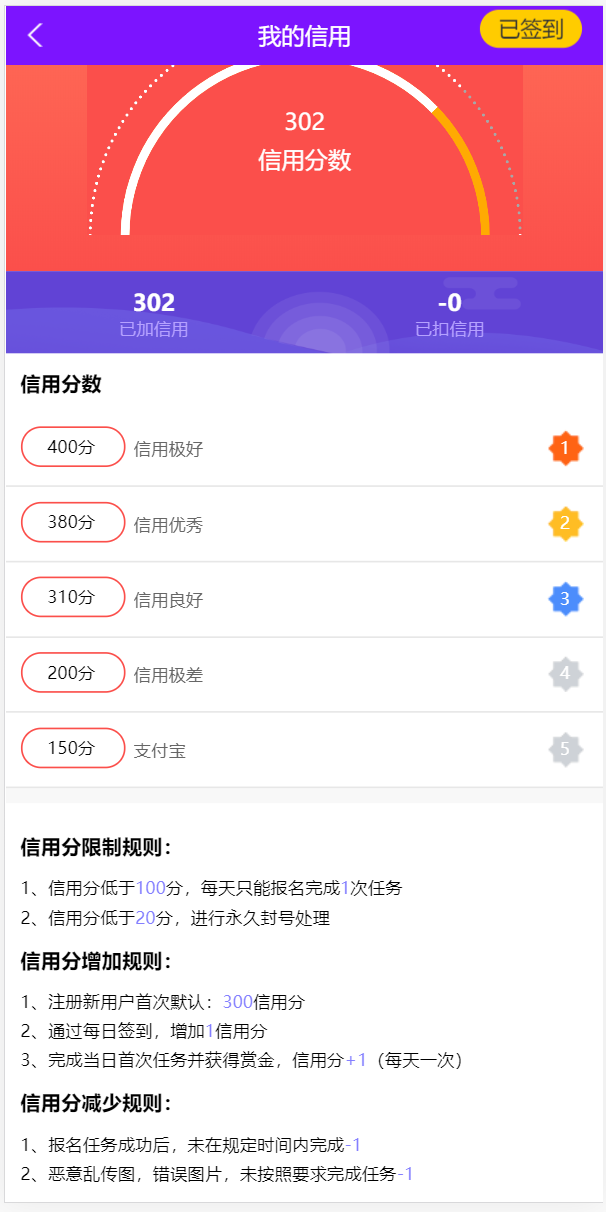 我的信用
已签到
302
信用分数
302
-0
已加信用
已扣信用
信用分数
400分 信用极好 1
380分 信用优秀 2
310分 信用良好 3
200分 信用极差 4
150分 支付宝 5
信用分限制规则：
1、信用分低于100分，每天只能报名完成1次任务
2、信用分低于20分，进行永久封号处理
信用分增加规则：
1、注册新用户首次默认：300信用分
2、通过每日签到，增加1信用分
3、完成当日首次任务并获得赏金，信用分+1（每天一次）
信用分减少规则：
1、报名任务成功后，未在规定时间内完成-1
2、恶意乱传图，错误图片，未按照要求完成任务-1